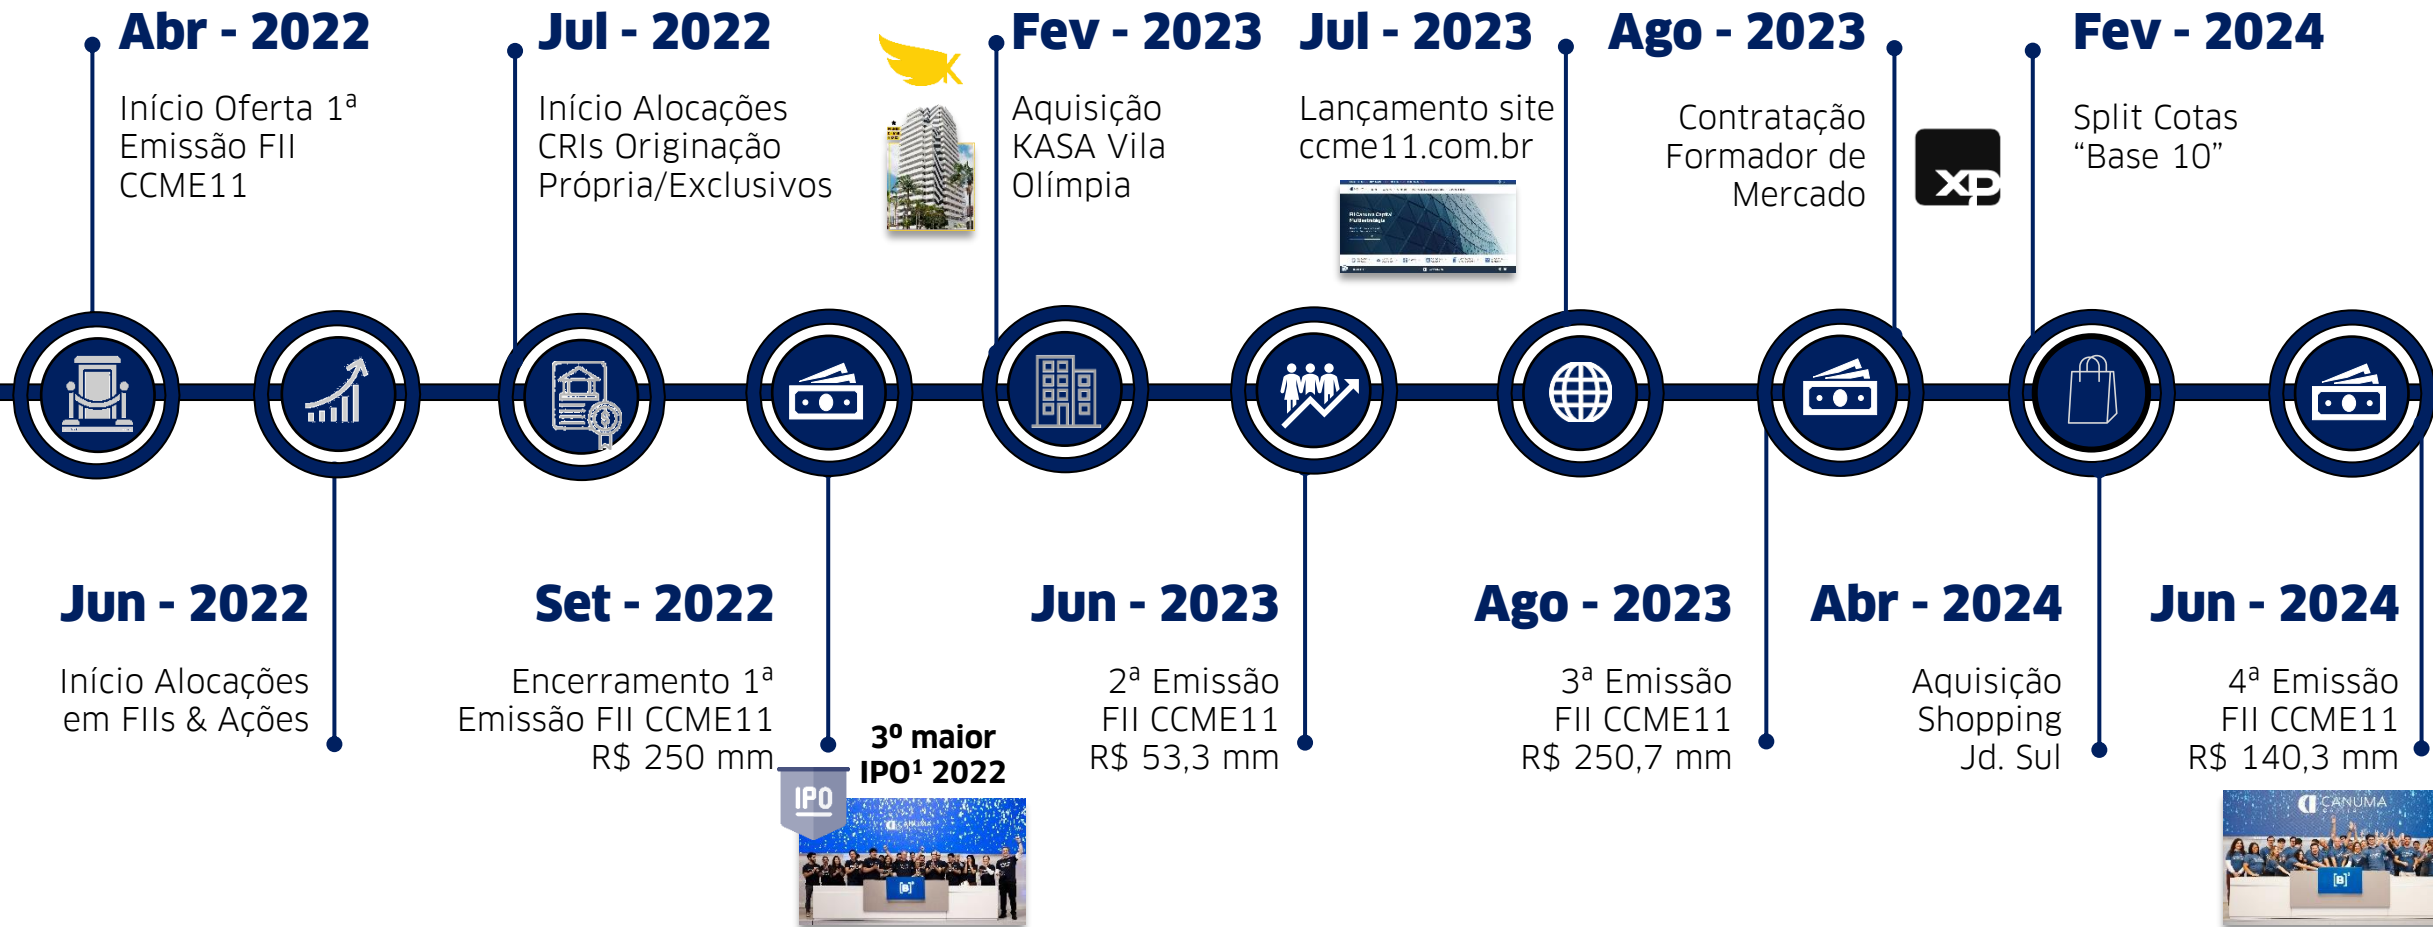 Abr - 2022
Início Oferta 1ª
Emissão FII
CCME11
Jul - 2022
Início Alocações
CRIs Originação
Própria/Exclusivos
K
Fev - 2023
Aquisição
KASA Vila
Olímpia
Jul - 2023
Lançamento site
ccme11.com.br
Ago - 2023
Contratação
Formador de
Mercado
XP
Fev - 2024
Split Cotas
“Base 10”
Jun - 2022
Início Alocações
em FIIs & Ações
Set - 2022
Encerramento 1ª
Emissão FII CCME11
R$ 250 mm
3º maior
IPO¹ 2022
IPO
CANUMA
[B]³
Jun - 2023
2ª Emissão
FII CCME11
R$ 53,3 mm
Ago - 2023
3ª Emissão
FII CCME11
R$ 250,7 mm
Abr - 2024
Aquisição
Shopping
Jd. Sul
Jun - 2024
4ª Emissão
FII CCME11
R$ 140,3 mm
CANUMA
[B]³